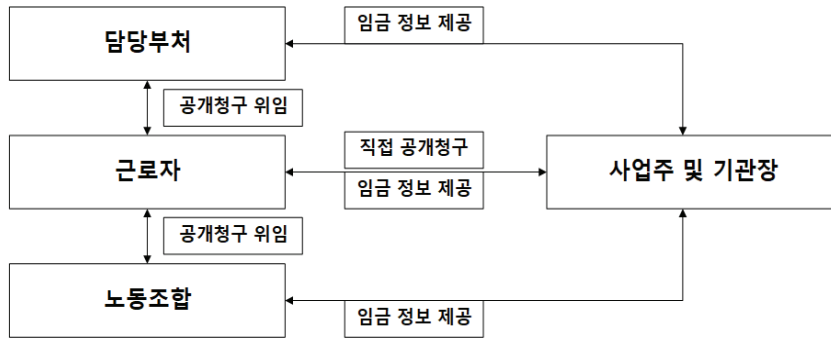 임금 정보 제공
담당부처
공개청구 위임
직접 공개청구
근로자
사업주 및 기관장
임금 정보 제공
공개청구 위임
노동조합
임금 정보 제공